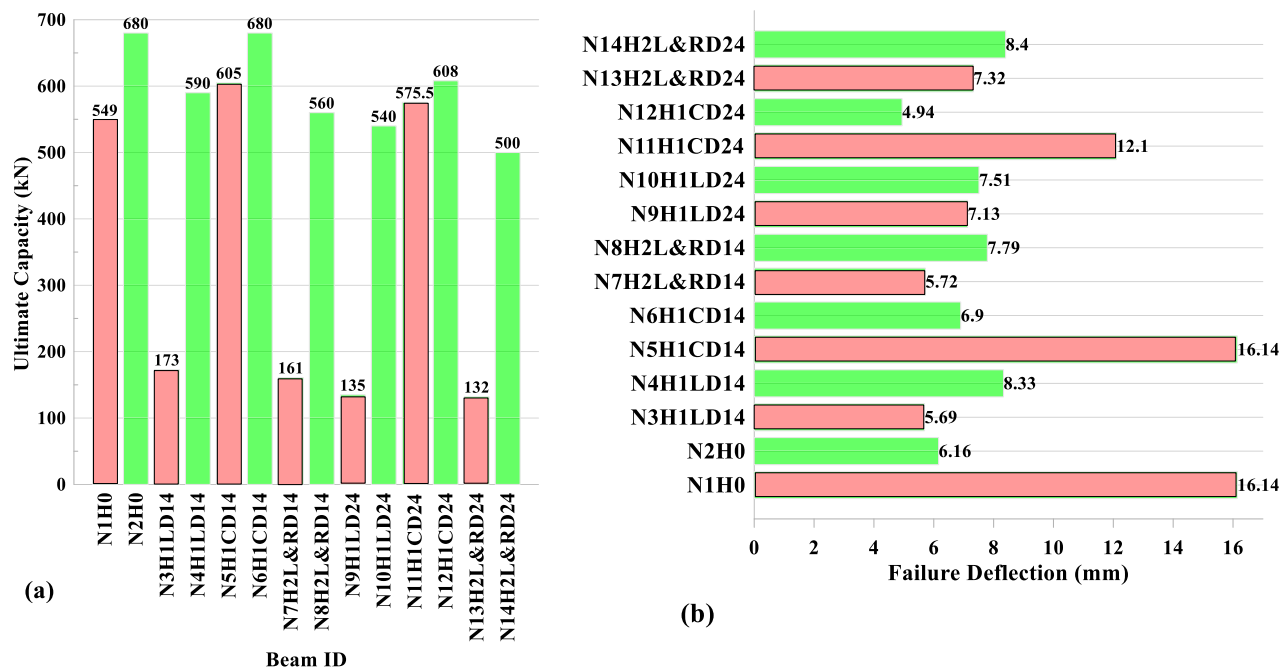 700
600
500
400
300
200
100
0
Ultimate Capacity (kN)
549
680
173
590
605
680
161
560
135
540
575.5
608
132
500
N1H0
N2H0
N3H1LD14
N4H1LD14
N5H1CD14
N6H1CD14
N7H2L&RD14
N8H2L&RD14
N9H1LD24
N10H1LD24
N11H1CD24
N12H1CD24
N13H2L&RD24
N14H2L&RD24
(a)
Beam ID
N14H2L&RD24 8.4
N13H2L&RD24 7.32
N12H1CD24 4.94
N11H1CD24 12.1
N10H1LD24 7.51
N9H1LD24 7.13
N8H2L&RD14 7.79
N7H2L&RD14 5.72
N6H1CD14 6.9
N5H1CD14 16.14
N4H1LD14 8.33
N3H1LD14 5.69
N2H0 6.16
N1H0 16.14
0 2 4 6 8 10 12 14 16
Failure Deflection (mm)
(b)